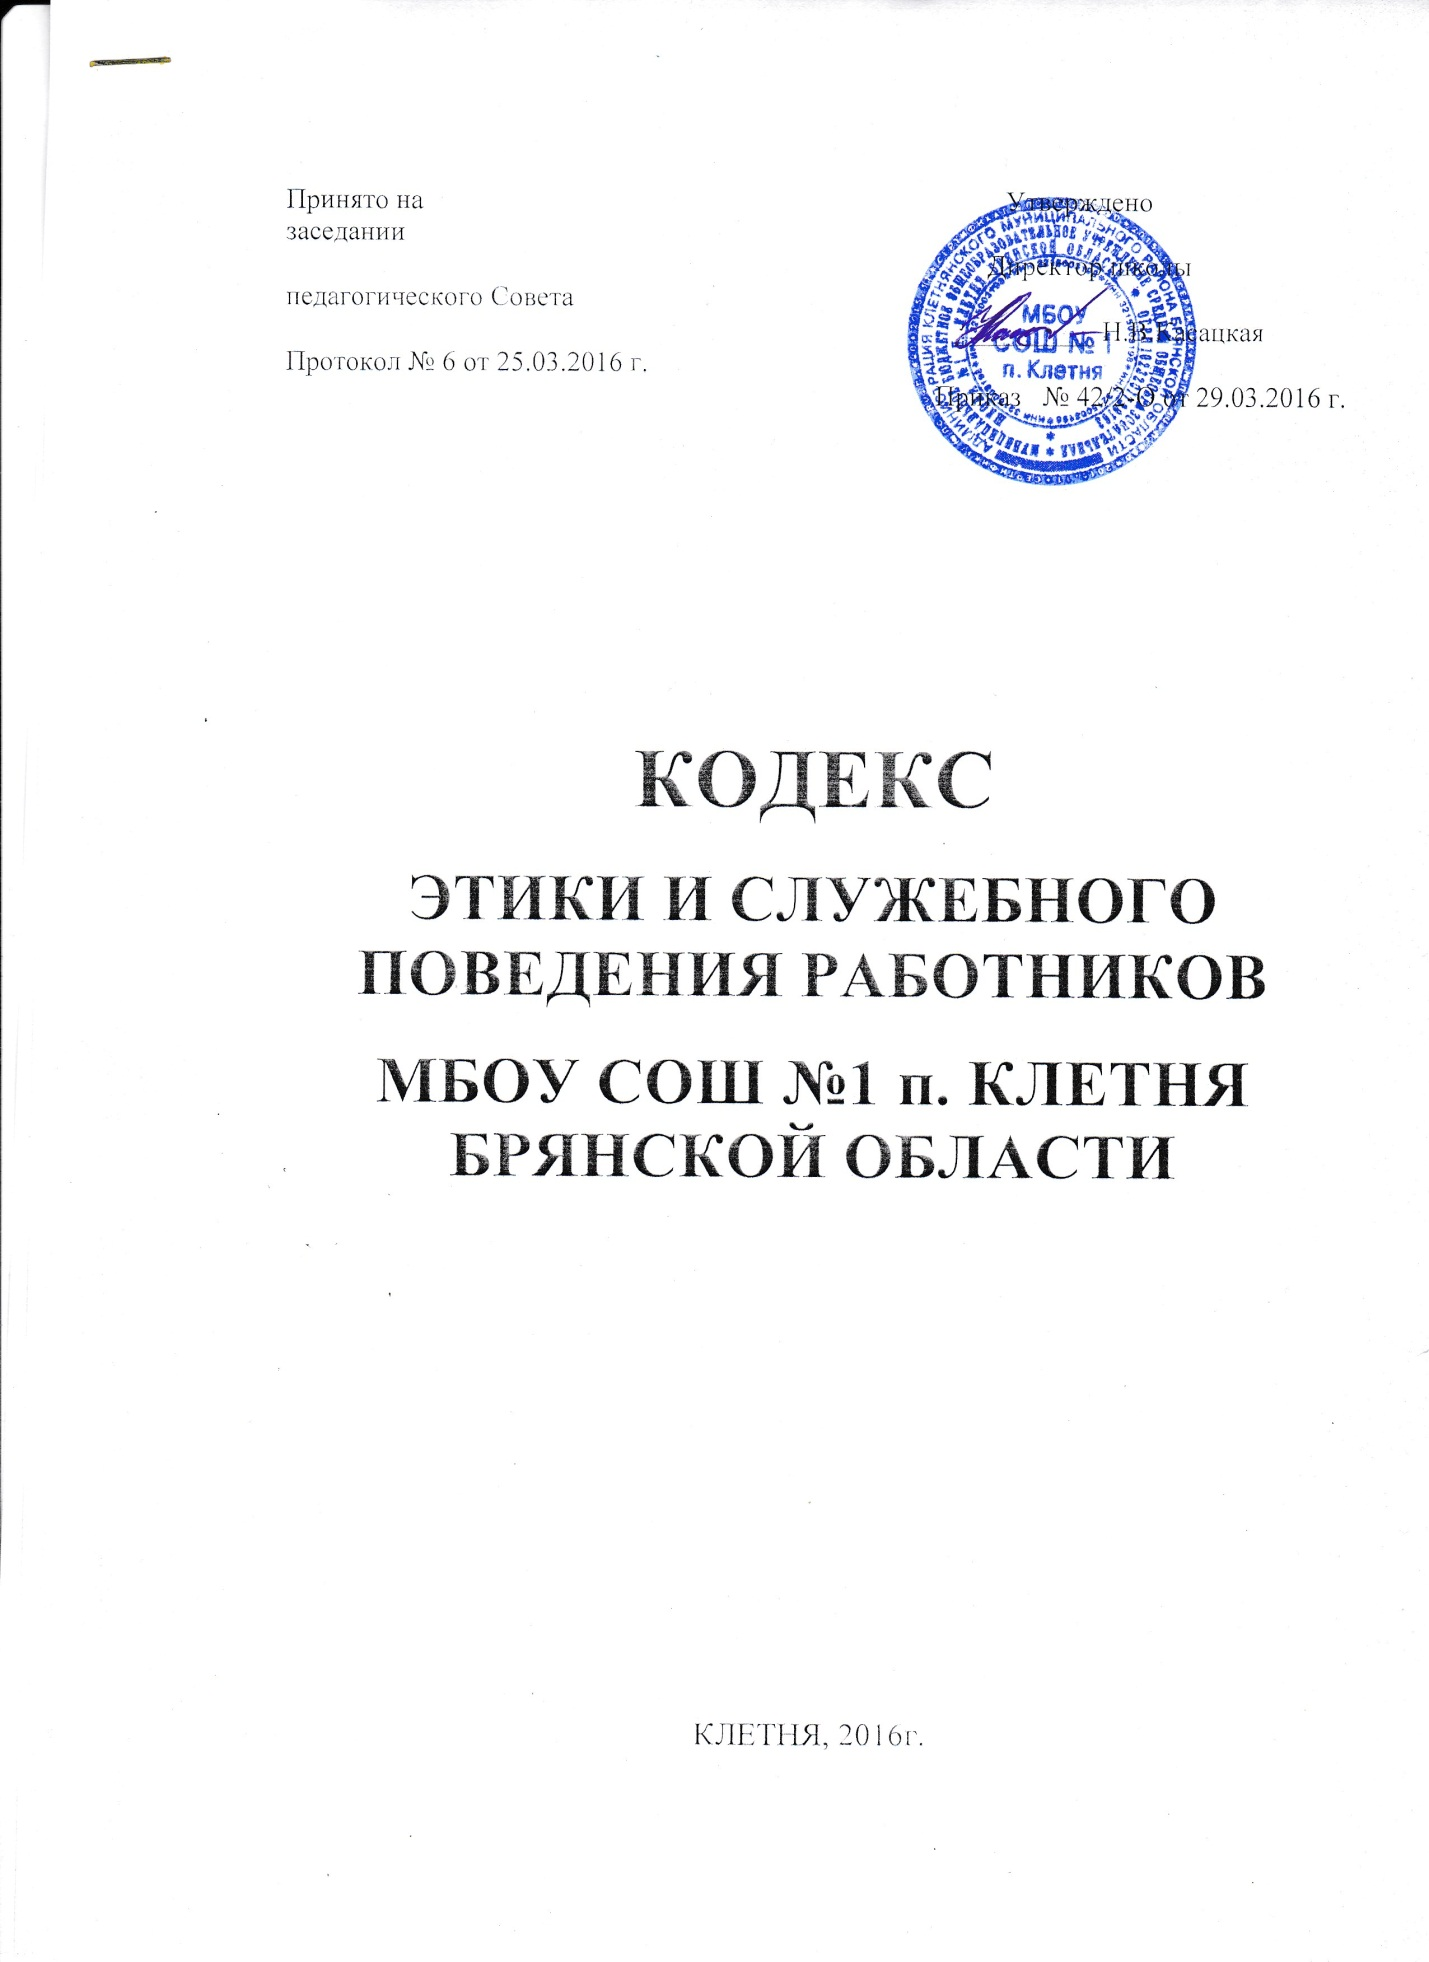 Принято на
заседании
педагогического Совета
Протокол № 6 от 25.03.2016 г.
Утверждено
Директор школы
Н.В. Касацкая
Приказ № 42/2-О от 29.03.2016 г.
МБОУ
СОШ № 1
п. Клетня
КОДЕКС
ЭТИКИ И СЛУЖЕБНОГО
ПОВЕДЕНИЯ РАБОТНИКОВ
МБОУ СОШ №1 п. КЛЕТНЯ
БРЯНСКОЙ ОБЛАСТИ
КЛЕТНЯ, 2016г.